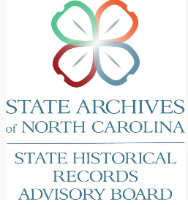 STATE ARCHIVES
of NORTH CAROLINA
STATE HISTORICAL
RECORDS
ADVISORY BOARD